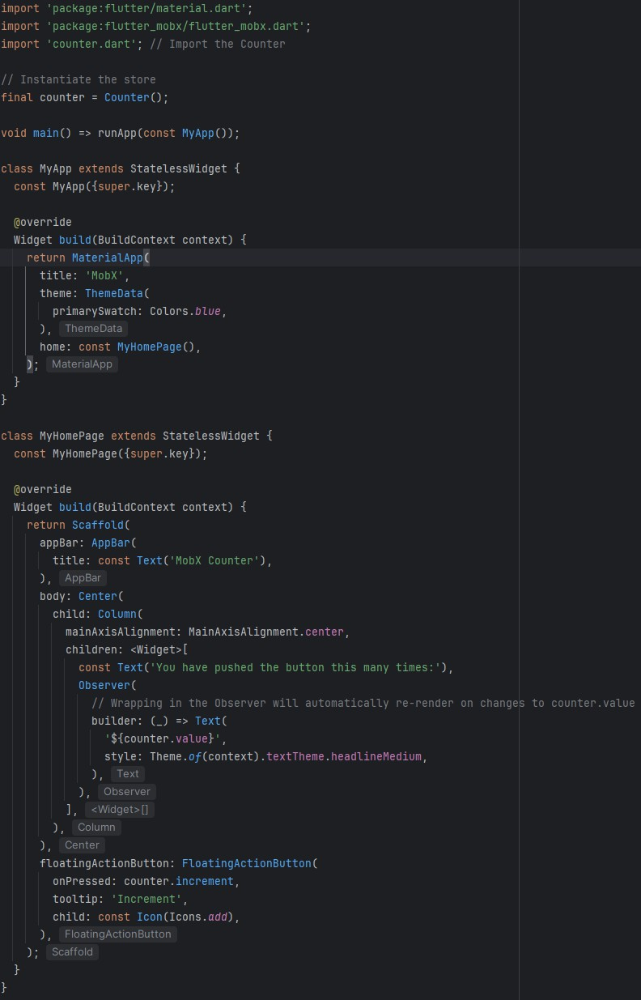 import 'package:flutter/material.dart';
import 'package:flutter_mobx/flutter_mobx.dart';
import 'counter.dart'; // Import the Counter

// Instantiate the store
final counter = Counter();

void main() => runApp(const MyApp());

class MyApp extends StatelessWidget {
  const MyApp({super.key});

  @override
  Widget build(BuildContext context) {
    return MaterialApp(
      title: 'MobX',
      theme: ThemeData(
        primarySwatch: Colors.blue,
      ), ThemeData
      home: const MyHomePage(),
    ); MaterialApp
  }
}

class MyHomePage extends StatelessWidget {
  const MyHomePage({super.key});

  @override
  Widget build(BuildContext context) {
    return Scaffold(
      appBar: AppBar(
        title: const Text('MobX Counter'),
      ), AppBar
      body: Center(
        child: Column(
          mainAxisAlignment: MainAxisAlignment.center,
          children: <Widget>[
            const Text('You have pushed the button this many times:'),
            Observer(
              // Wrapping in the Observer will automatically re-render on changes to counter.value
              builder: (_) => Text(
                '${counter.value}',
                style: Theme.of(context).textTheme.headlineMedium,
              ), Text
            ), Observer
          ], <Widget>[]
        ), Column
      ), Center
      floatingActionButton: FloatingActionButton(
        onPressed: counter.increment,
        tooltip: 'Increment',
        child: const Icon(Icons.add),
      ), FloatingActionButton
    ); Scaffold
  }
}